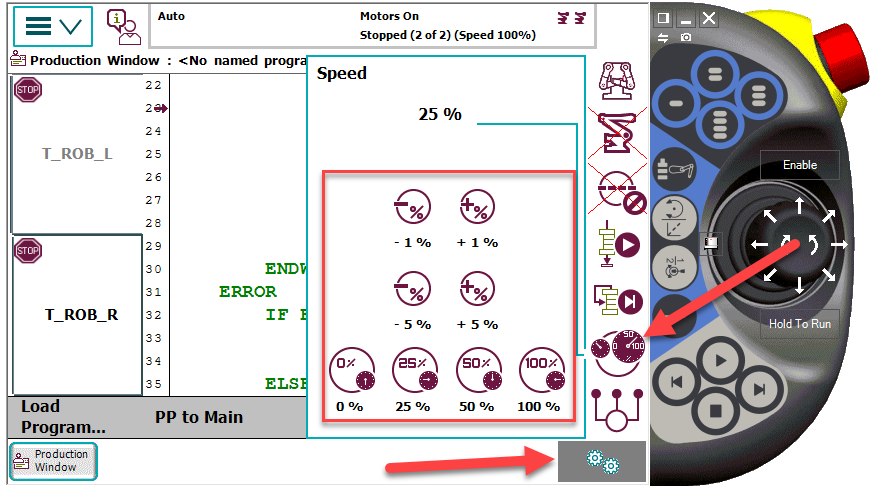 Auto
Motors On
Stopped (2 of 2) (Speed 100%)
Production Window : <No named progra
Speed
25 %
STOP
T_ROB_L
STOP
T_ROB_R
22
23
24
25
26
27
28
29
30 ENDW
31 ERROR
32 IF E
33
34
35 ELSE
- %
+ %
- 1 %
+ 1 %
- %
+ %
- 5 %
+ 5 %
0%
25%
50%
100%
0 %
25 %
50 %
100 %
50
0
100
Load
Program...
PP to Main
Production
Window
Enable
Hold To Run